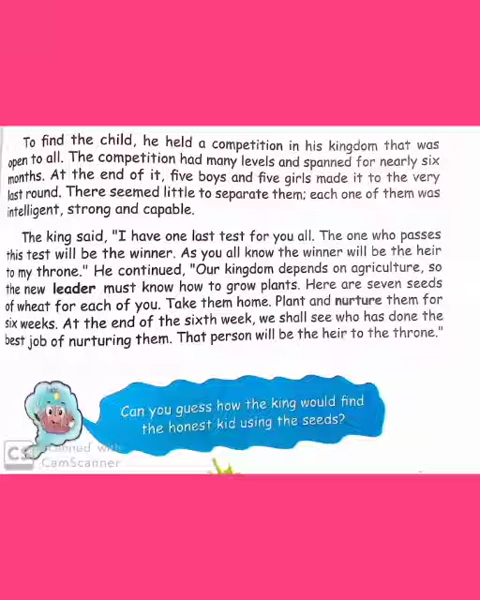 To find the child, he held a competition in his kingdom that was
open to all. The competition had many levels and spanned for nearly six
months. At the end of it, five boys and five girls made it to the very
last round. There seemed little to separate them; each one of them was
intelligent, strong and capable.
The king said, "I have one last test for you all. The one who passes
this test will be the winner. As you all know the winner will be the heir
to my throne." He continued, "Our kingdom depends on agriculture, so
the new leader must know how to grow plants. Here are seven seeds
of wheat for each of you. Take them home. Plant and nurture them for
six weeks. At the end of the sixth week, we shall see who has done the
best job of nurturing them. That person will be the heir to the throne."
Can you guess how the king would find
the honest kid using the seeds?
CS Scanned with
CamScanner